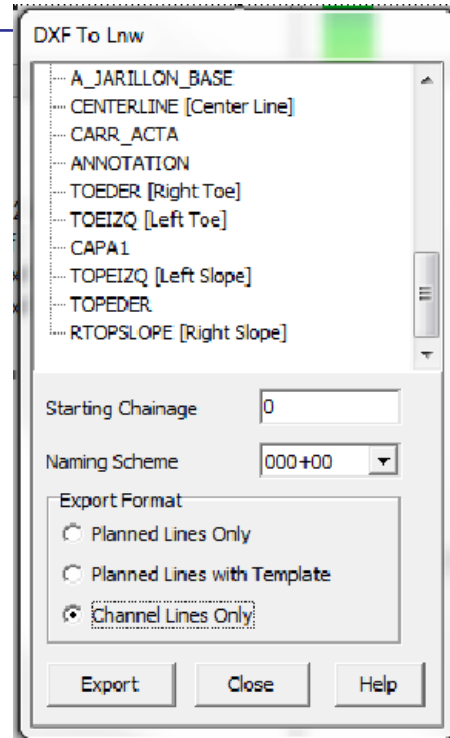 DXF To Lnw
A_JARILLON_BASE
CENTERLINE [Center Line]
CARR_ACTA
ANNOTATION
TOEDER [Right Toe]
TOEIZQ [Left Toe]
CAPA1
TOPEIZQ [Left Slope]
TOPEDER
RTOPSLOPE [Right Slope]
Starting Chainage 0
Naming Scheme 000+00
Export Format
Planned Lines Only
Planned Lines with Template
Channel Lines Only
Export Close Help